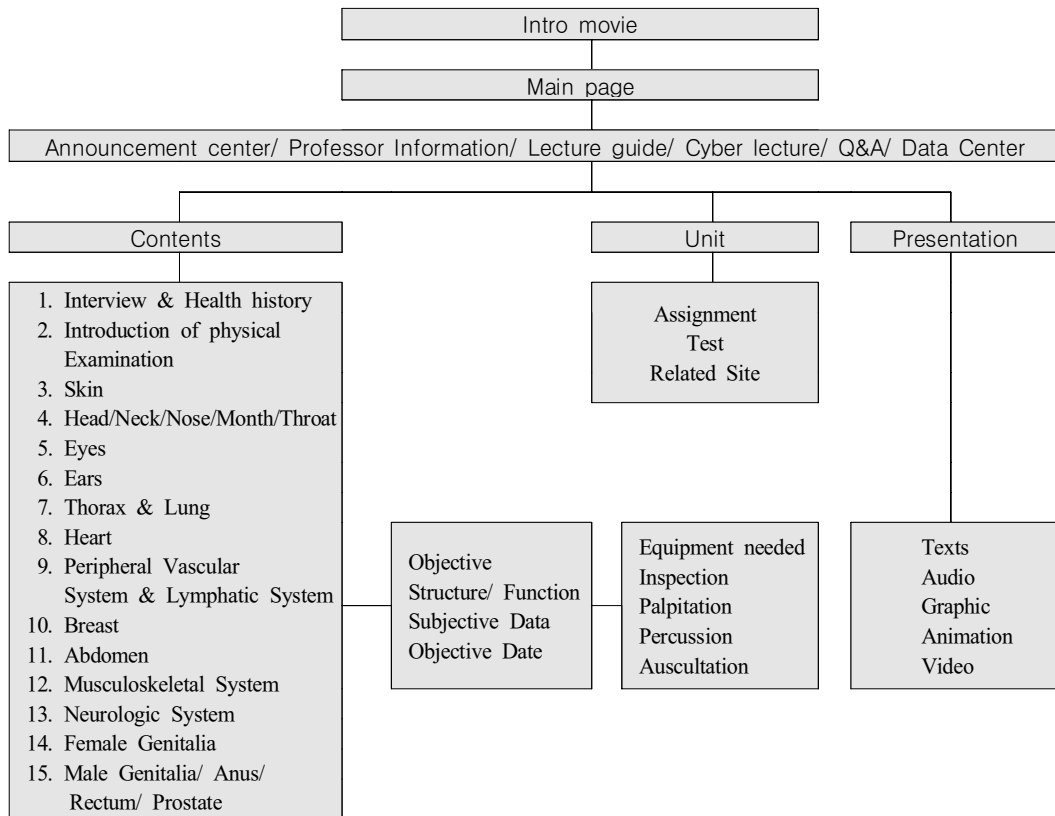 Intro movie
Main page
Announcement center/ Professor Information/ Lecture guide/ Cyber lecture/ Q&A/ Data Center
Contents
Unit
Presentation
1. Interview & Health history
2. Introduction of physical
Examination
3. Skin
4. Head/Neck/Nose/Month/Throat
5. Eyes
6. Ears
7. Thorax & Lung
8. Heart
9. Peripheral Vascular
System & Lymphatic System
10. Breast
11. Abdomen
12. Musculoskeletal System
13. Neurologic System
14. Female Genitalia
15. Male Genitalia/ Anus/
Rectum/ Prostate
Assignment
Test
Related Site
Objective
Structure/ Function
Subjective Data
Objective Date
Equipment needed
Inspection
Palpitation
Percussion
Auscultation
Texts
Audio
Graphic
Animation
Video